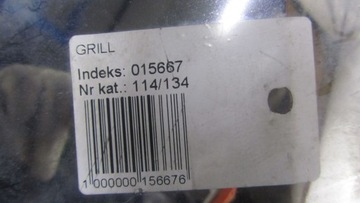 GRILL
Indeks: 015667
Nr kat.: 114/134
1 000000 156676